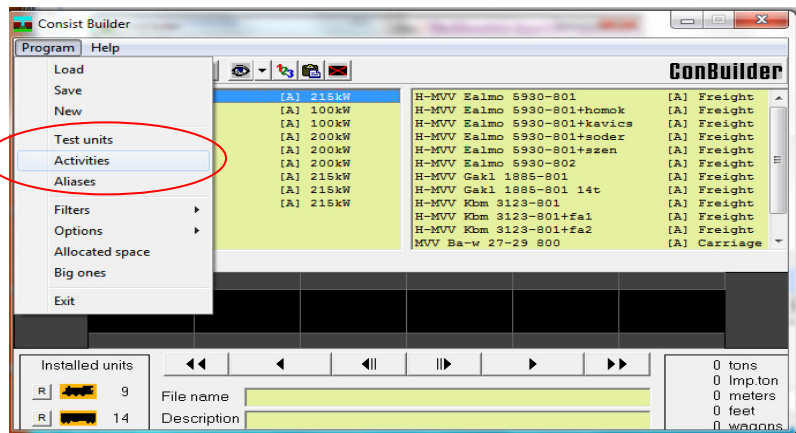 Consist Builder
Program Help
Load
Save
New
Test units
Activities
Aliases
Filters
Options
Allocated space
Big ones
Exit
123
ConBuilder
[A] 215kW
[A] 100kW
[A] 100kW
[A] 200kW
[A] 200kW
[A] 200kW
[A] 215kW
[A] 215kW
[A] 215kW
H-MVV Ealmo 5930-801 [A] Freight
H-MVV Ealmo 5930-801+homok [A] Freight
H-MVV Ealmo 5930-801+kavics [A] Freight
H-MVV Ealmo 5930-801+soder [A] Freight
H-MVV Ealmo 5930-801+szen [A] Freight
H-MVV Ealmo 5930-802 [A] Freight
H-MVV Gakl 1885-801 [A] Freight
H-MVV Gakl 1885-801 14t [A] Freight
H-MVV Kbm 3123-801 [A] Freight
H-MVV Kbm 3123-801+fa1 [A] Freight
H-MVV Kbm 3123-801+fa2 [A] Freight
MVV Ba-w 27-29 800 [A] Carriage
Installed units
R 9
R 14
File name
Description
0 tons
0 Imp.ton
0 meters
0 feet
0 wagons